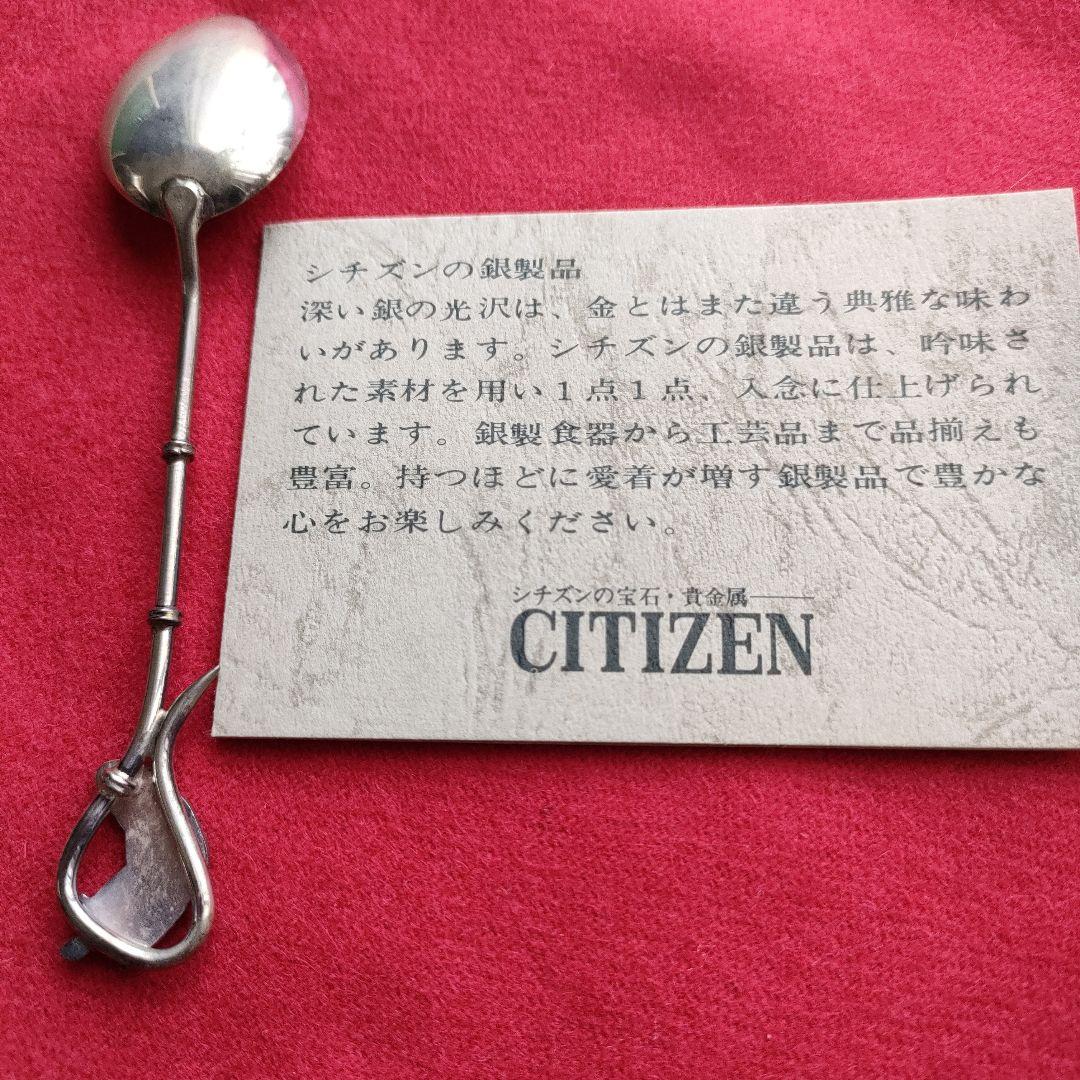 シチズンの銀製品
深い銀の光沢は、金とはまた違う典雅な味わ
いがあります。シチズンの銀製品は、吟味さ
れた素材を用い1点1点、入念に仕上げられ
ています。銀製食器から工芸品まで品揃えも
豊富。持つほどに愛着が増す銀製品で豊かな
心をお楽しみください。
シチズンの宝石・貴金属
CITIZEN